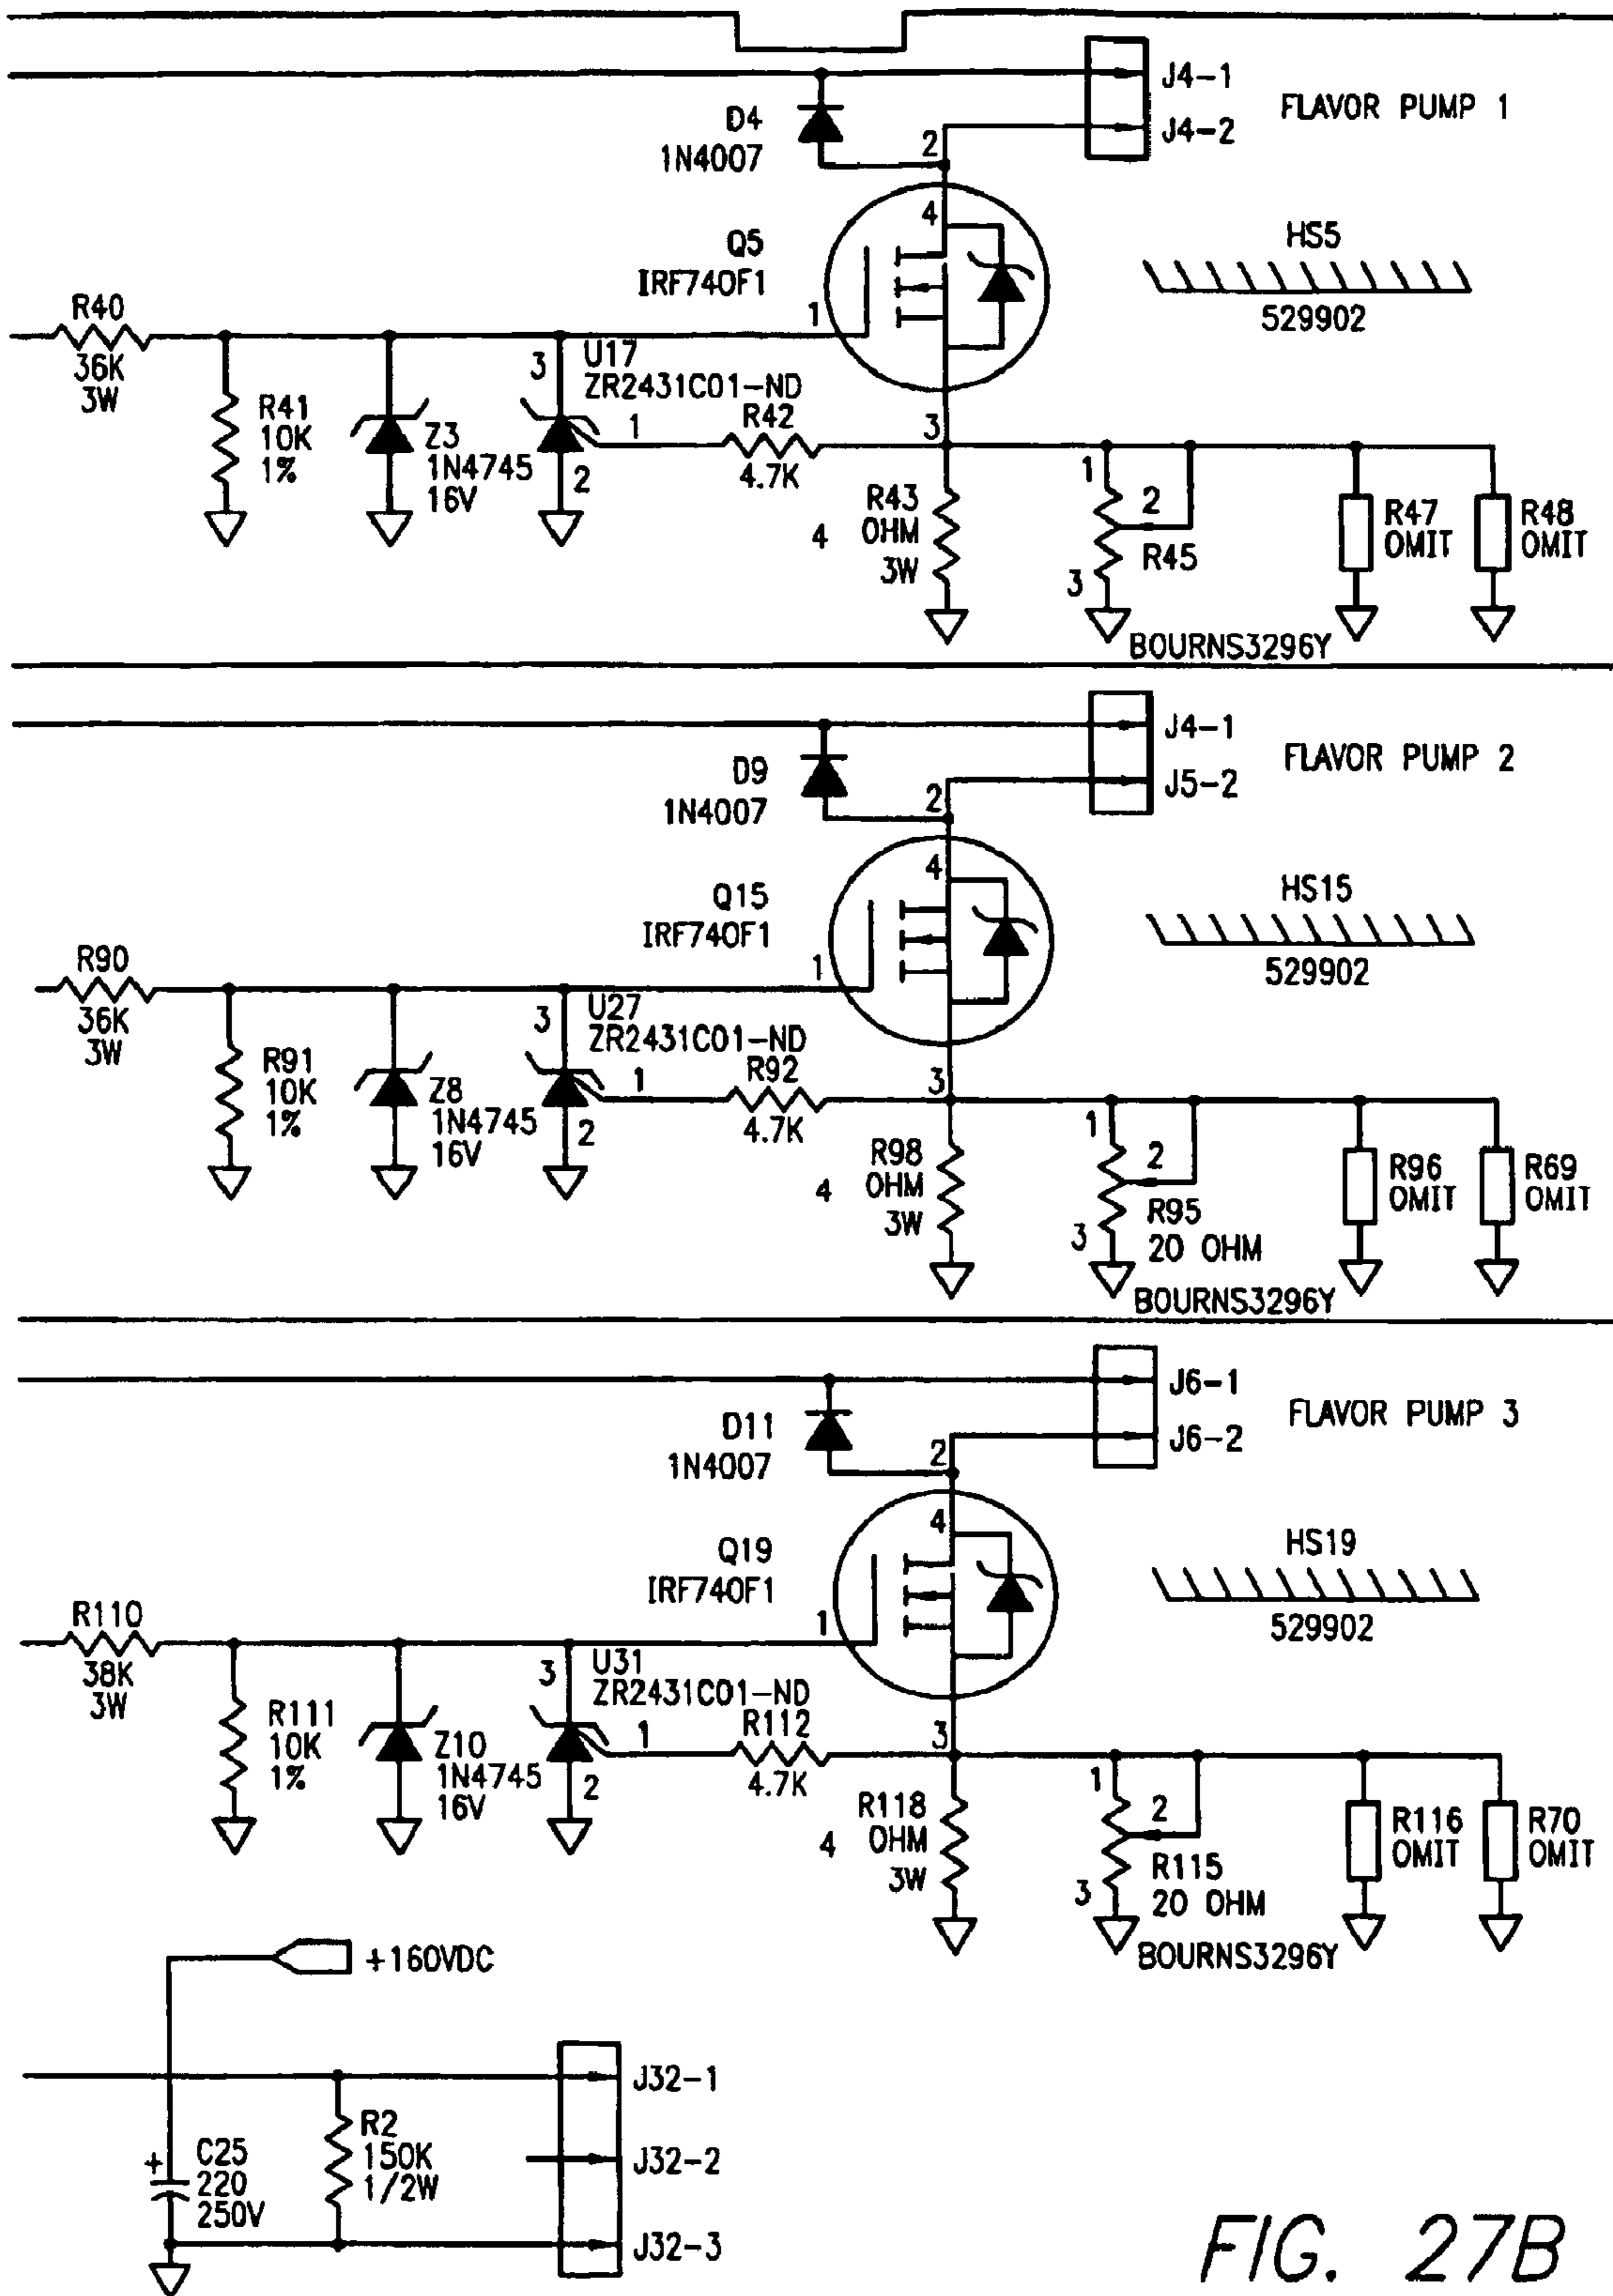 J4-1
FLAVOR PUMP 1
J4-2
D4
1N4007
2
4
Q5
IRF740F1
1
HS5
529902
R40
36K
3W
R41
10K
1%
Z3
1N4745
16V
3
U17
ZR2431C01-ND
1
2
R42
4.7K
3
R43
4 OHM
3W
1
2
R45
3
BOURNS3296Y
R47
OMIT
R48
OMIT
J4-1
FLAVOR PUMP 2
J5-2
D9
1N4007
2
4
Q15
IRF740F1
1
HS15
529902
R90
36K
3W
R91
10K
1%
Z8
1N4745
16V
3
U27
ZR2431C01-ND
1
2
R92
4.7K
3
R98
4 OHM
3W
1
2
R95
3 20 OHM
BOURNS3296Y
R96
OMIT
R69
OMIT
J6-1
FLAVOR PUMP 3
J6-2
D11
1N4007
2
4
Q19
IRF740F1
1
HS19
529902
R110
38K
3W
R111
10K
1%
Z10
1N4745
16V
3
U31
ZR2431C01-ND
1
2
R112
4.7K
3
R118
4 OHM
3W
1
2
R115
3 20 OHM
BOURNS3296Y
R116
OMIT
R70
OMIT
+160VDC
J32-1
J32-2
J32-3
+ C25
220
250V
R2
150K
1/2W
FIG. 27B